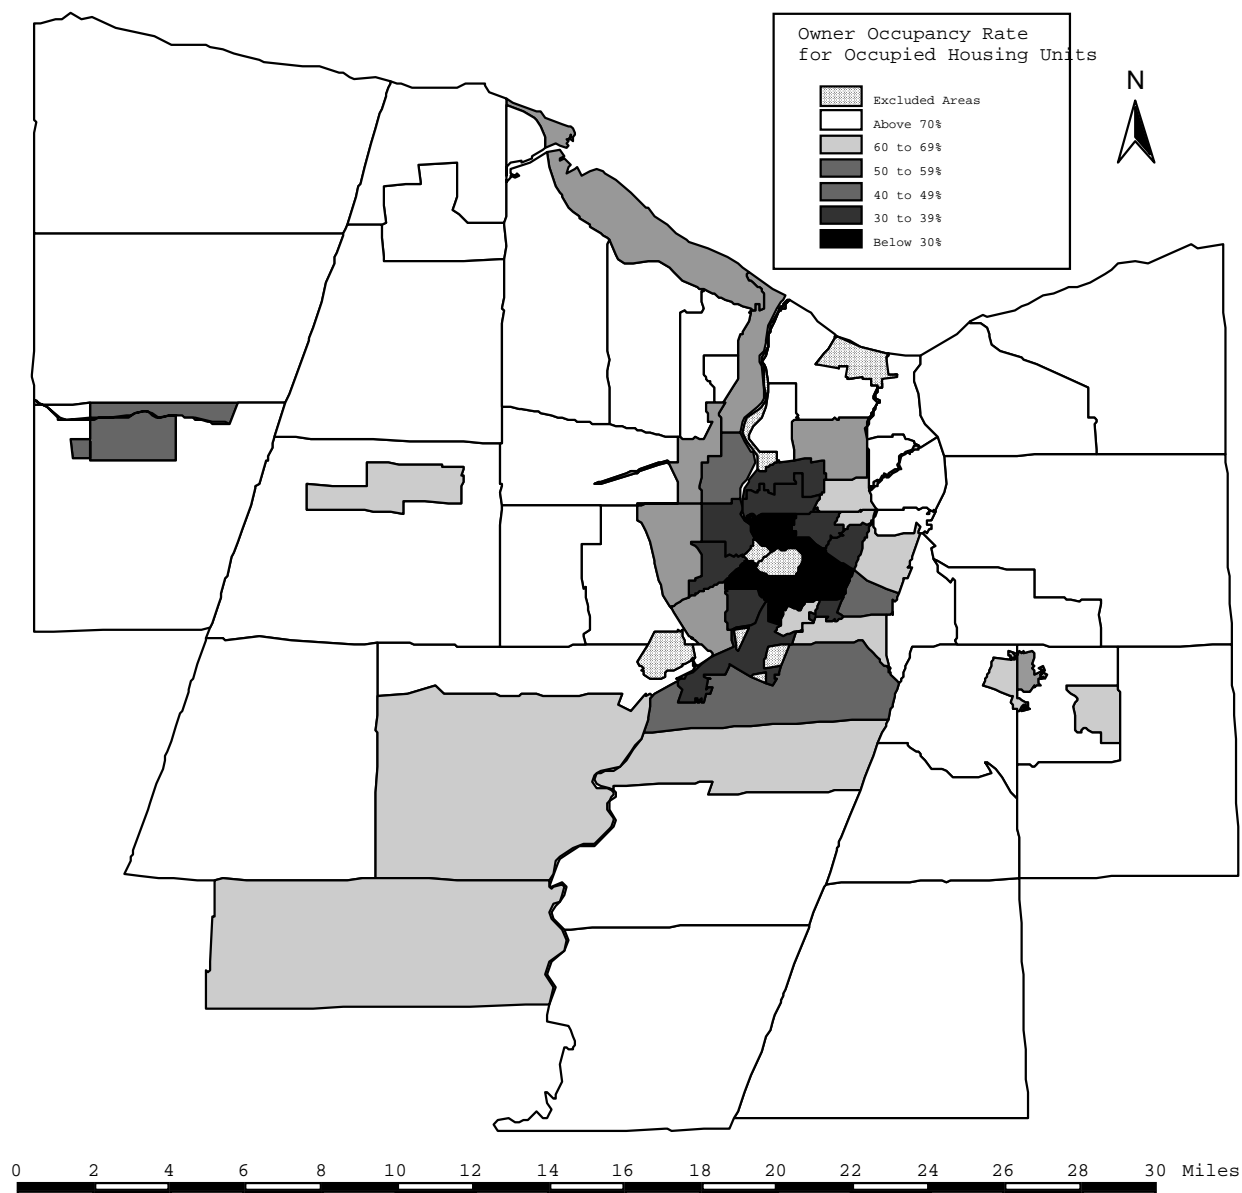 Owner Occupancy Rate
for Occupied Housing Units
Excluded Areas
Above 70%
60 to 69%
50 to 59%
40 to 49%
30 to 39%
Below 30%
N
0 2 4 6 8 10 12 14 16 18 20 22 24 26 28 30 Miles